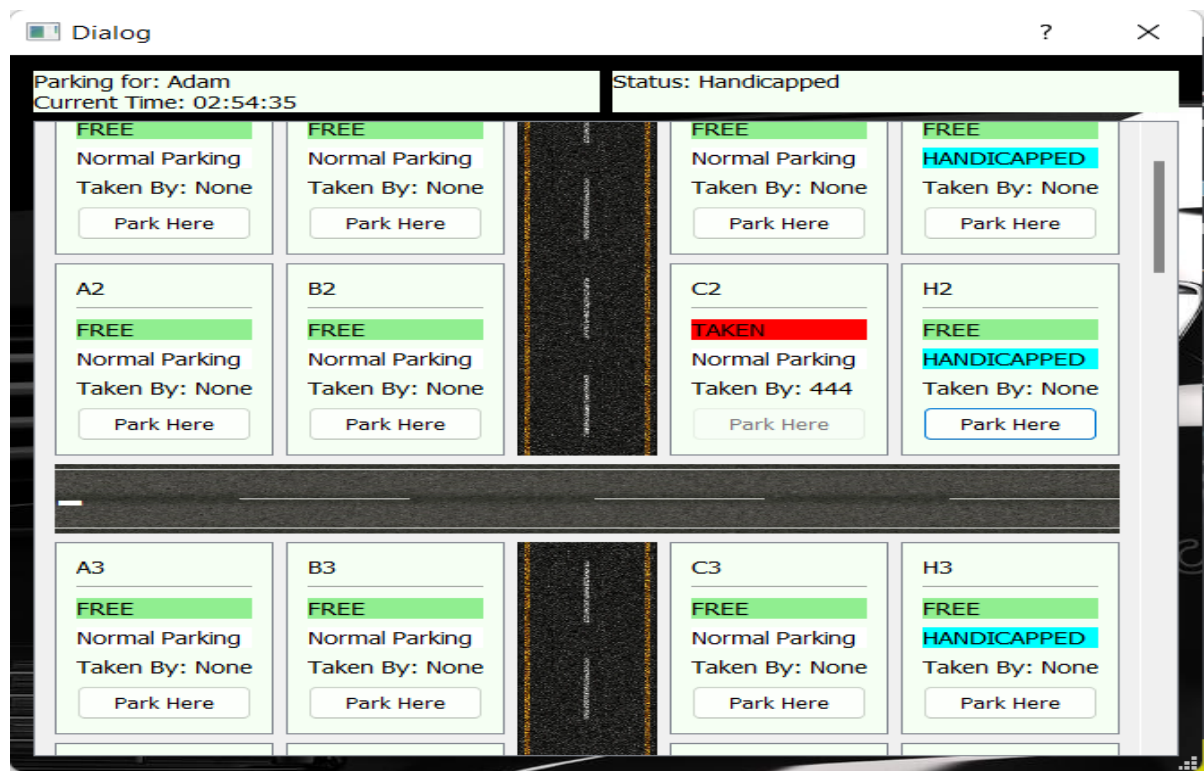 Dialog ?
Parking for: Adam
Current Time: 02:54:35
Status: Handicapped
FREE FREE FREE FREE
Normal Parking Normal Parking Normal Parking HANDICAPPED
Taken By: None Taken By: None Taken By: None Taken By: None
Park Here Park Here Park Here Park Here
A2 B2 C2 H2
FREE FREE TAKEN FREE
Normal Parking Normal Parking Normal Parking HANDICAPPED
Taken By: None Taken By: None Taken By: 444 Taken By: None
Park Here Park Here Park Here Park Here
A3 B3 C3 H3
FREE FREE FREE FREE
Normal Parking Normal Parking Normal Parking HANDICAPPED
Taken By: None Taken By: None Taken By: None Taken By: None
Park Here Park Here Park Here Park Here